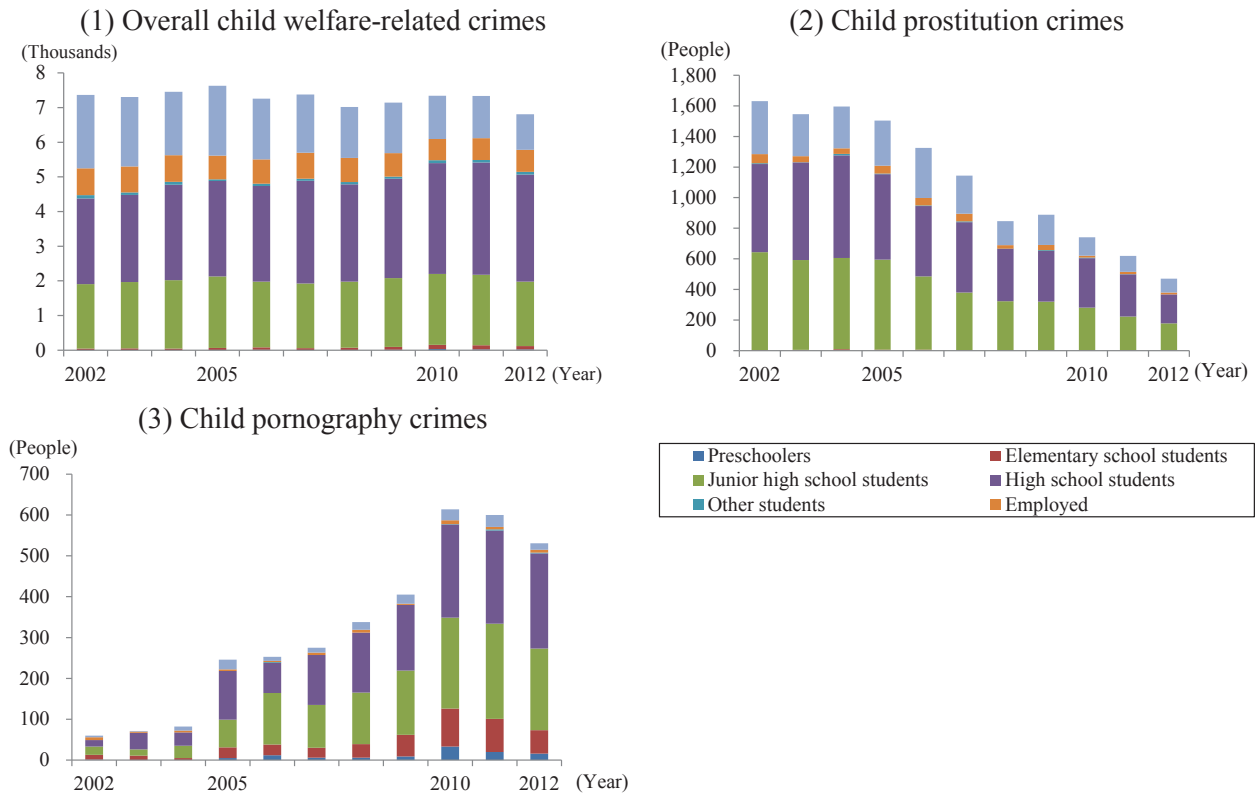 (1) Overall child welfare-related crimes
(Thousands)
8
7
6
5
4
3
2
1
0
2002 2005 2010 2012 (Year)
(2) Child prostitution crimes
(People)
1,800
1,600
1,400
1,200
1,000
800
600
400
200
0
2002 2005 2010 2012 (Year)
(3) Child pornography crimes
(People)
700
600
500
400
300
200
100
0
2002 2005 2010 2012 (Year)
Preschoolers Elementary school students
Junior high school students High school students
Other students Employed